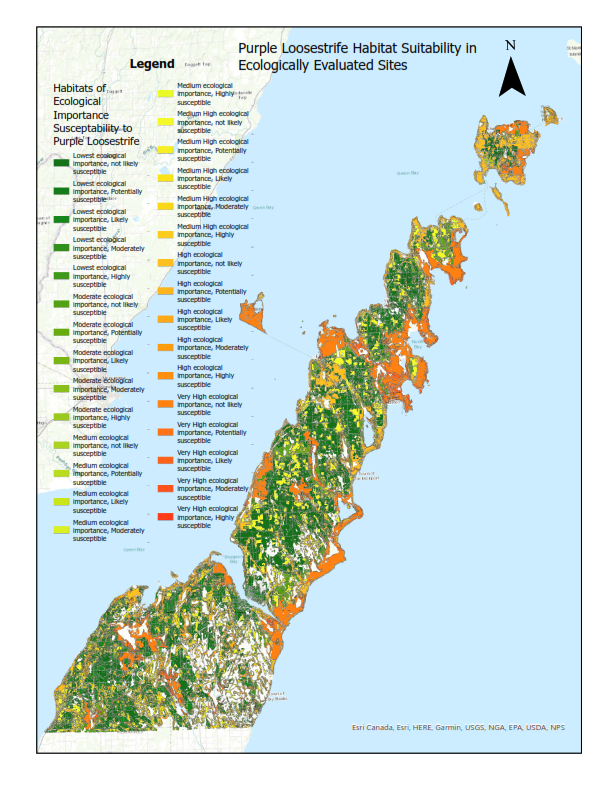 Purple Loosestrife Habitat Suitability in
Ecologically Evaluated Sites
N
Legend
Habitats of
Ecological
Importance
Susceptability to
Purple Loosestrife
Lowest ecological
importance, not likely
susceptible
Lowest ecological
importance, Potentially
susceptible
Lowest ecological
importance, Likely
susceptible
Lowest ecological
importance, Moderately
susceptible
Lowest ecological
importance, Highly
susceptible
Moderate ecological
importance, not likely
susceptible
Moderate ecological
importance, Potentially
susceptible
Moderate ecological
importance, Likely
susceptible
Moderate ecological
importance, Moderately
susceptible
Moderate ecological
importance, Highly
susceptible
Medium ecological
importance, not likely
susceptible
Medium ecological
importance, Potentially
susceptible
Medium ecological
importance, Likely
susceptible
Medium ecological
importance, Moderately
susceptible
Medium ecological
importance, Highly
susceptible
Medium High ecological
importance, not likely
susceptible
Medium High ecological
importance, Potentially
susceptible
Medium High ecological
importance, Likely
susceptible
Medium High ecological
importance, Moderately
susceptible
Medium High ecological
importance, Highly
susceptible
High ecological
importance, not likely
susceptible
High ecological
importance, Potentially
susceptible
High ecological
importance, Likely
susceptible
High ecological
importance, Moderately
susceptible
High ecological
importance, Highly
susceptible
Very High ecological
importance, not likely
susceptible
Very High ecological
importance, Potentially
susceptible
Very High ecological
importance, Likely
susceptible
Very High ecological
importance, Moderately
susceptible
Very High ecological
importance, Highly
susceptible
Green Bay
Green Bay
Esri Canada, Esri, HERE, Garmin, USGS, NGA, EPA, USDA, NPS